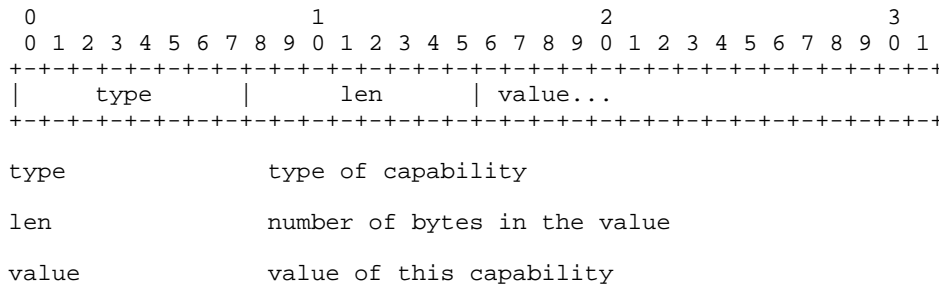 0                   1                   2                   3
 0 1 2 3 4 5 6 7 8 9 0 1 2 3 4 5 6 7 8 9 0 1 2 3 4 5 6 7 8 9 0 1
+-+-+-+-+-+-+-+-+-+-+-+-+-+-+-+-+-+-+-+-+-+-+-+-+-+-+-+-+-+-+-+-+
|     type      |      len      | value...
+-+-+-+-+-+-+-+-+-+-+-+-+-+-+-+-+-+-+-+-+-+-+-+-+-+-+-+-+-+-+-+-+
type              type of capability
len               number of bytes in the value
value             value of this capability